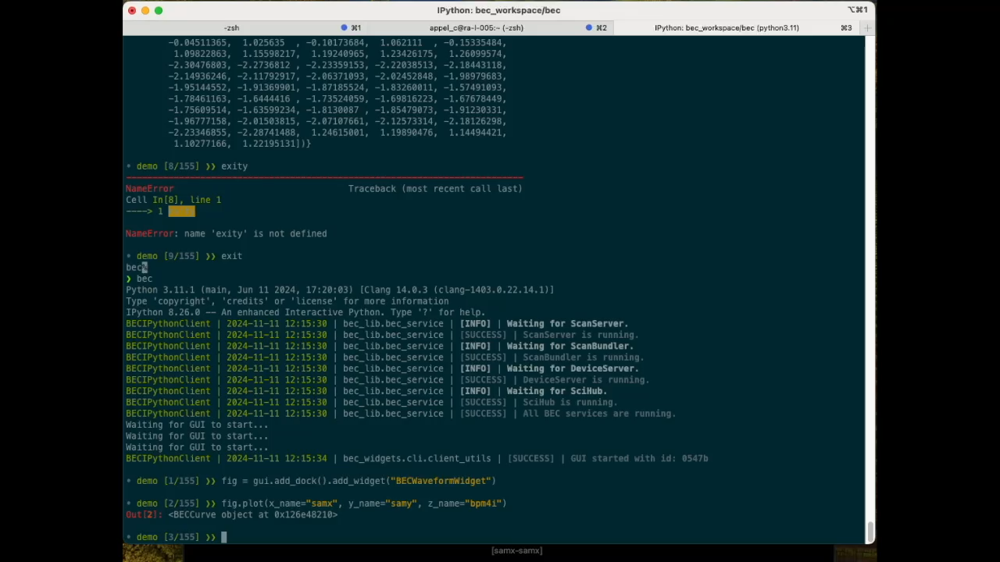 IPython: bec_workspace/bec
⌥⌘1
-zsh
⌘1
appel_c@ra-l-005:~ (-zsh)
⌘2
IPython: bec_workspace/bec (python3.11)
⌘3
-0.04511365,  1.025635  , -0.10173684,  1.062111  , -0.15335484,
1.09822863,  1.15598217,  1.19240965,  1.23426175,  1.26099574,
-2.30476803, -2.2736812 , -2.23359153, -2.22038513, -2.18443118,
-2.14936246, -2.11792917, -2.06371093, -2.02452848, -1.98979683,
-1.95144552, -1.91369901, -1.87185524, -1.83260011, -1.57491093,
-1.78461163, -1.6444416 , -1.73524059, -1.69816223, -1.67678449,
-1.75609514, -1.63599234, -1.8130087 , -1.85479073, -1.91230331,
-1.96777158, -2.01503815, -2.07107661, -2.12573314, -2.18126298,
-2.23346855, -2.28741488,  1.24615001,  1.19890476,  1.14494421,
1.10277166,  1.22195131])}
• demo [8/155] ❯❯ exity
NameError                                 Traceback (most recent call last)
Cell In[8], line 1
----> 1
NameError: name 'exity' is not defined
• demo [9/155] ❯❯ exit
bec%
❯ bec
Python 3.11.1 (main, Jun 11 2024, 17:20:03) [Clang 14.0.3 (clang-1403.0.22.14.1)]
Type 'copyright', 'credits' or 'license' for more information
IPython 8.26.0 -- An enhanced Interactive Python. Type '?' for help.
BECIPythonClient | 2024-11-11 12:15:30 | bec_lib.bec_service | [INFO] | Waiting for ScanServer.
BECIPythonClient | 2024-11-11 12:15:30 | bec_lib.bec_service | [SUCCESS] | ScanServer is running.
BECIPythonClient | 2024-11-11 12:15:30 | bec_lib.bec_service | [INFO] | Waiting for ScanBundler.
BECIPythonClient | 2024-11-11 12:15:30 | bec_lib.bec_service | [SUCCESS] | ScanBundler is running.
BECIPythonClient | 2024-11-11 12:15:30 | bec_lib.bec_service | [INFO] | Waiting for DeviceServer.
BECIPythonClient | 2024-11-11 12:15:30 | bec_lib.bec_service | [SUCCESS] | DeviceServer is running.
BECIPythonClient | 2024-11-11 12:15:30 | bec_lib.bec_service | [INFO] | Waiting for SciHub.
BECIPythonClient | 2024-11-11 12:15:30 | bec_lib.bec_service | [SUCCESS] | SciHub is running.
BECIPythonClient | 2024-11-11 12:15:30 | bec_lib.bec_service | [SUCCESS] | All BEC services are running.
Waiting for GUI to start...
Waiting for GUI to start...
Waiting for GUI to start...
BECIPythonClient | 2024-11-11 12:15:34 | bec_widgets.cli.client_utils | [SUCCESS] | GUI started with id: 0547b
• demo [1/155] ❯❯ fig = gui.add_dock().add_widget("BECWaveformWidget")
• demo [2/155] ❯❯ fig.plot(x_name="samx", y_name="samy", z_name="bpm4i")
Out[2]: <BECCurve object at 0x126e48210>
• demo [3/155] ❯❯
[samx-samx]